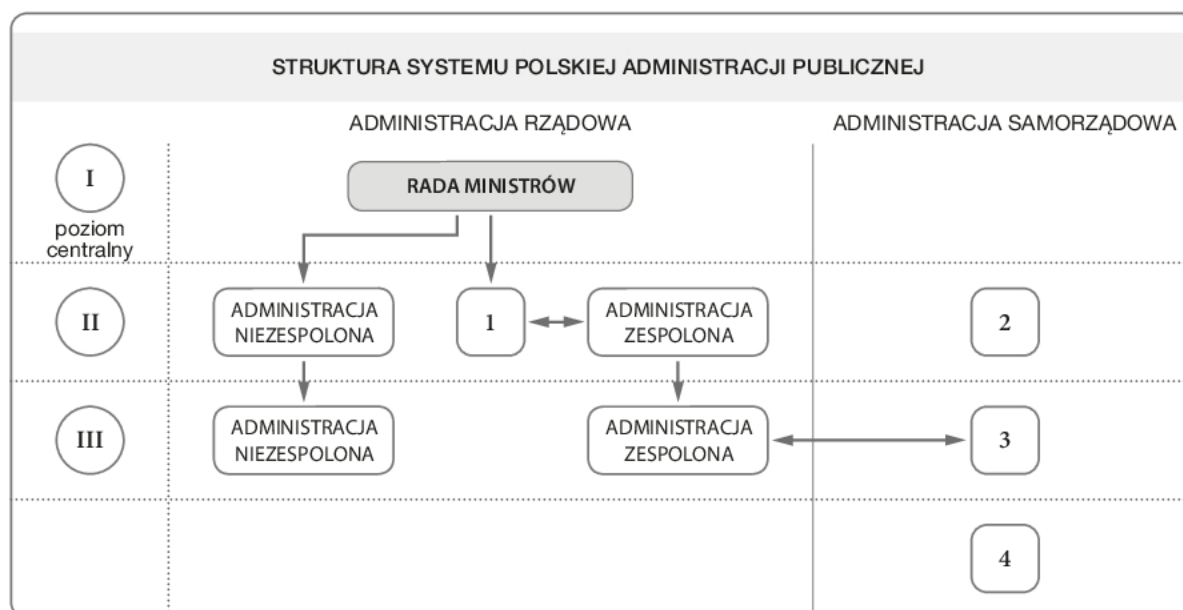 STRUKTURA SYSTEMU POLSKIEJ ADMINISTRACJI PUBLICZNEJ
ADMINISTRACJA RZĄDOWA
ADMINISTRACJA SAMORZĄDOWA
I
poziom
centralny
RADA MINISTRÓW
II
ADMINISTRACJA
NIEZESPOLONA
1
ADMINISTRACJA
ZESPOLONA
2
III
ADMINISTRACJA
NIEZESPOLONA
ADMINISTRACJA
ZESPOLONA
3
4